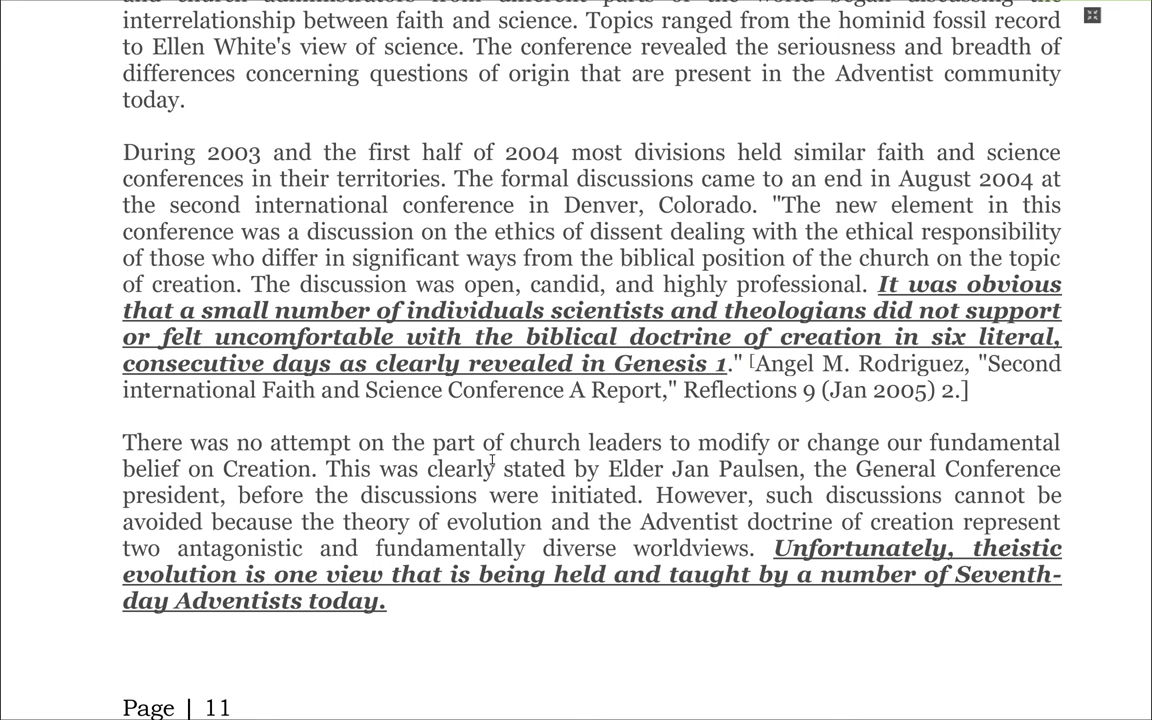 and church administrators from different parts of the world began discussing the
interrelationship between faith and science. Topics ranged from the hominid fossil record
to Ellen White's view of science. The conference revealed the seriousness and breadth of
differences concerning questions of origin that are present in the Adventist community
today.
During 2003 and the first half of 2004 most divisions held similar faith and science
conferences in their territories. The formal discussions came to an end in August 2004 at
the second international conference in Denver, Colorado. "The new element in this
conference was a discussion on the ethics of dissent dealing with the ethical responsibility
of those who differ in significant ways from the biblical position of the church on the topic
of creation. The discussion was open, candid, and highly professional. It was obvious
that a small number of individuals scientists and theologians did not support
or felt uncomfortable with the biblical doctrine of creation in six literal,
consecutive days as clearly revealed in Genesis 1." [Angel M. Rodriguez, "Second
international Faith and Science Conference A Report," Reflections 9 (Jan 2005) 2.]
There was no attempt on the part of church leaders to modify or change our fundamental
belief on Creation. This was clearly stated by Elder Jan Paulsen, the General Conference
president, before the discussions were initiated. However, such discussions cannot be
avoided because the theory of evolution and the Adventist doctrine of creation represent
two antagonistic and fundamentally diverse worldviews. Unfortunately, theistic
evolution is one view that is being held and taught by a number of Seventh-
day Adventists today.
Page | 11